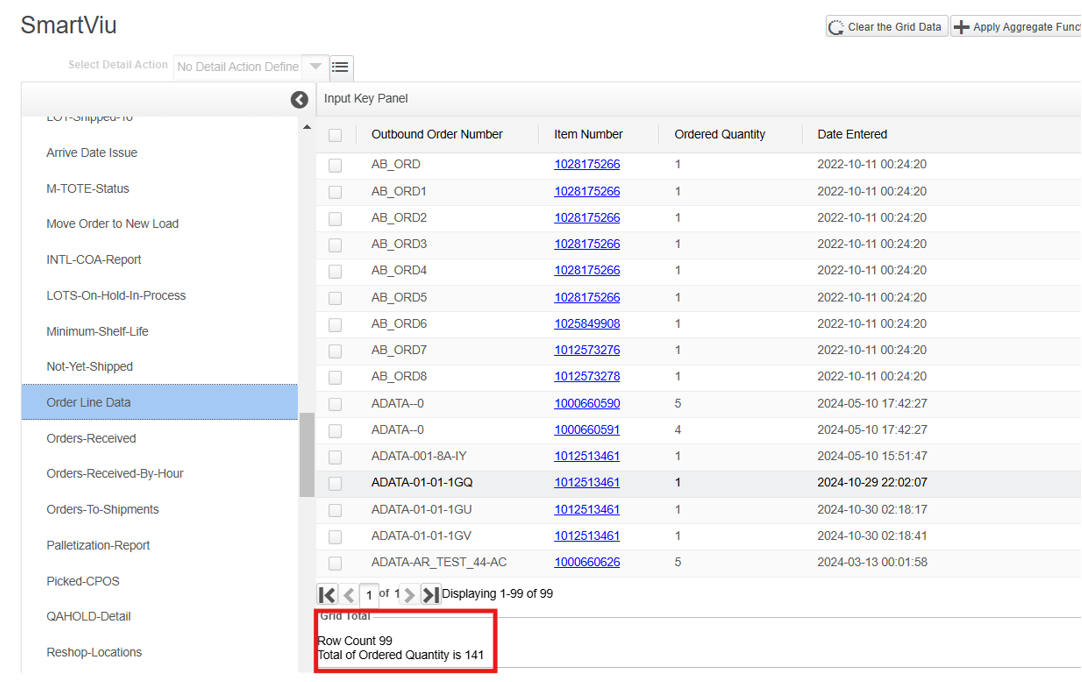 SmartViu
Clear the Grid Data Apply Aggregate Funct
Select Detail Action No Detail Action Define
Input Key Panel
LOT-Shipped-To
Arrive Date Issue
M-TOTE-Status
Move Order to New Load
INTL-COA-Report
LOTS-On-Hold-In-Process
Minimum-Shelf-Life
Not-Yet-Shipped
Order Line Data
Orders-Received
Orders-Received-By-Hour
Orders-To-Shipments
Palletization-Report
Picked-CPOS
QAHOLD-Detail
Reshop-Locations
Outbound Order Number Item Number Ordered Quantity Date Entered
AB_ORD 1028175266 1 2022-10-11 00:24:20
AB_ORD1 1028175266 1 2022-10-11 00:24:20
AB_ORD2 1028175266 1 2022-10-11 00:24:20
AB_ORD3 1028175266 1 2022-10-11 00:24:20
AB_ORD4 1028175266 1 2022-10-11 00:24:20
AB_ORD5 1028175266 1 2022-10-11 00:24:20
AB_ORD6 1025849908 1 2022-10-11 00:24:20
AB_ORD7 1012573276 1 2022-10-11 00:24:20
AB_ORD8 1012573278 1 2022-10-11 00:24:20
ADATA--0 1000660590 5 2024-05-10 17:42:27
ADATA--0 1000660591 4 2024-05-10 17:42:27
ADATA-001-8A-IY 1012513461 1 2024-05-10 15:51:47
ADATA-01-01-1GQ 1012513461 1 2024-10-29 22:02:07
ADATA-01-01-1GU 1012513461 1 2024-10-30 02:18:17
ADATA-01-01-1GV 1012513461 1 2024-10-30 02:18:41
ADATA-AR_TEST_44-AC 1000660626 5 2024-03-13 00:01:58
1 of 1 Displaying 1-99 of 99
Grid Total
Row Count 99
Total of Ordered Quantity is 141